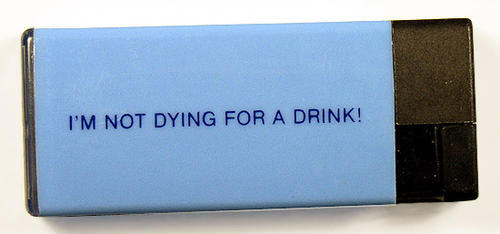 I'M NOT DYING FOR A DRINK!